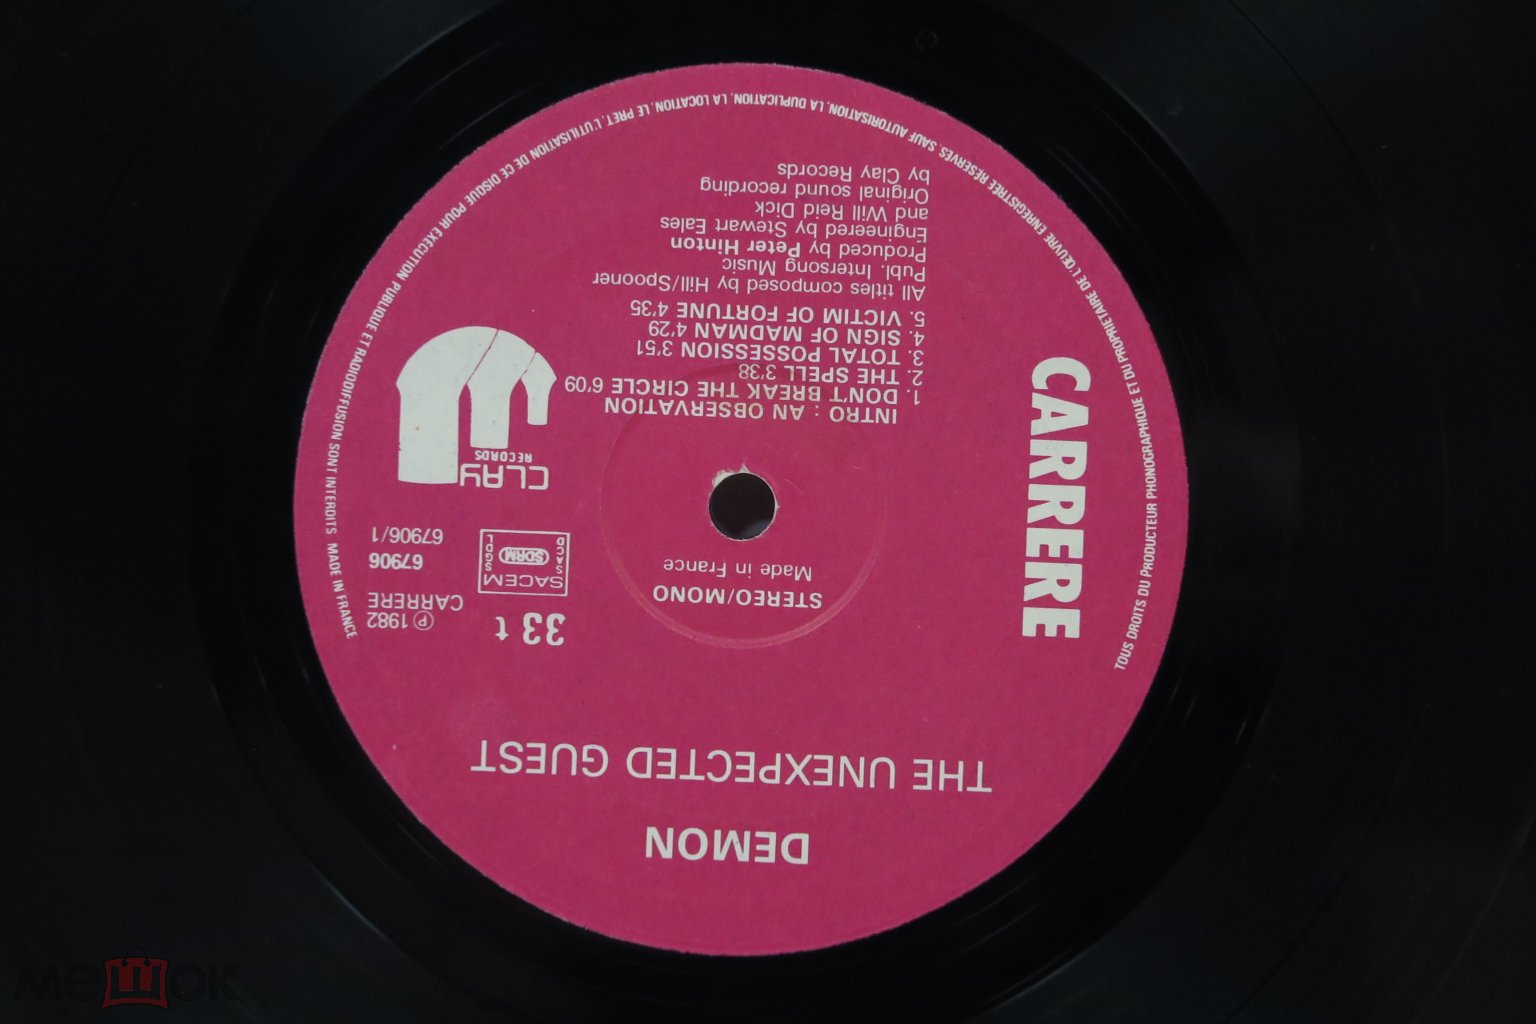 DEMON
THE UNEXPECTED GUEST
33 t
℗ 1982
CARRERE
STEREO/MONO
Made in France
SACEM
SACD
SDRM
SGDL
67906
67906/1
CARRERE
CLAY
RECORDS
INTRO : AN OBSERVATION
1. DON'T BREAK THE CIRCLE 6'09
2. THE SPELL 3'38
3. TOTAL POSSESSION 3'51
4. SIGN OF MADMAN 4'29
5. VICTIM OF FORTUNE 4'35
All titles composed by Hill/Spooner
Publ. Intersong Music
Produced by Peter Hinton
Engineered by Stewart Eales
and Will Reid Dick
Original sound recording
by Clay Records
TOUS DROITS DU PRODUCTEUR PHONOGRAPHIQUE ET DU PROPRIETAIRE DE L'ŒUVRE ENREGISTREE RESERVES. SAUF AUTORISATION, LA DUPLICATION, LA LOCATION, LE PRET, L'UTILISATION DE CE DISQUE POUR EXECUTION PUBLIQUE ET RADIODIFFUSION SONT INTERDITS MADE IN FRANCE
мешок